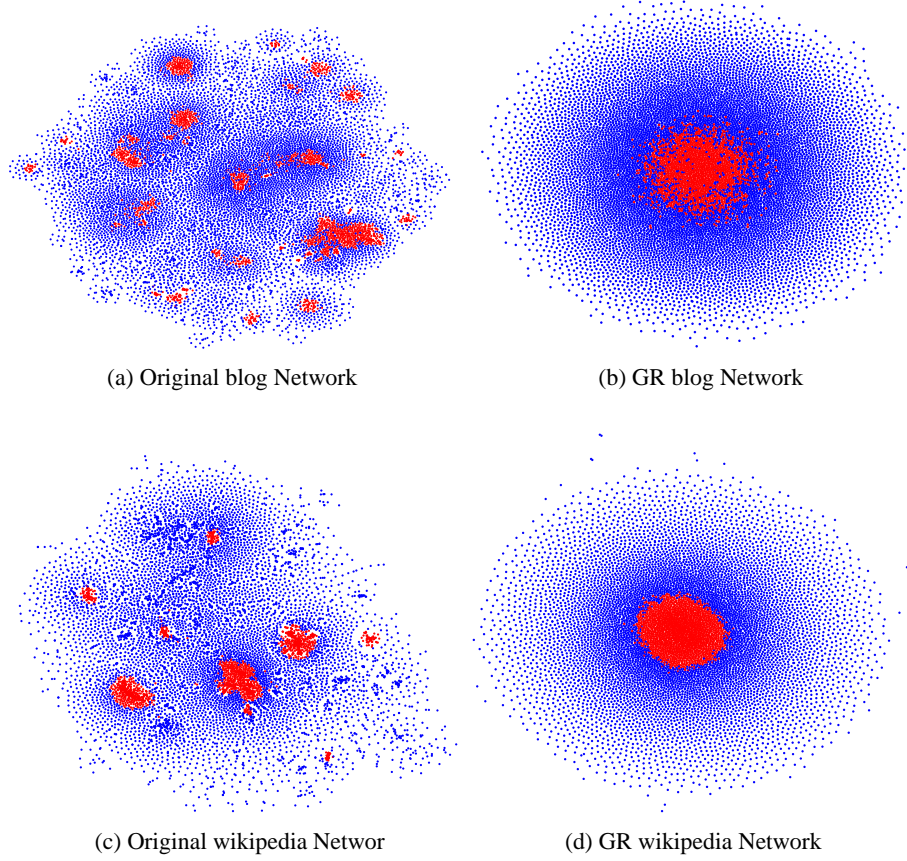 (a) Original blog Network
(b) GR blog Network
(c) Original wikipedia Networ
(d) GR wikipedia Network